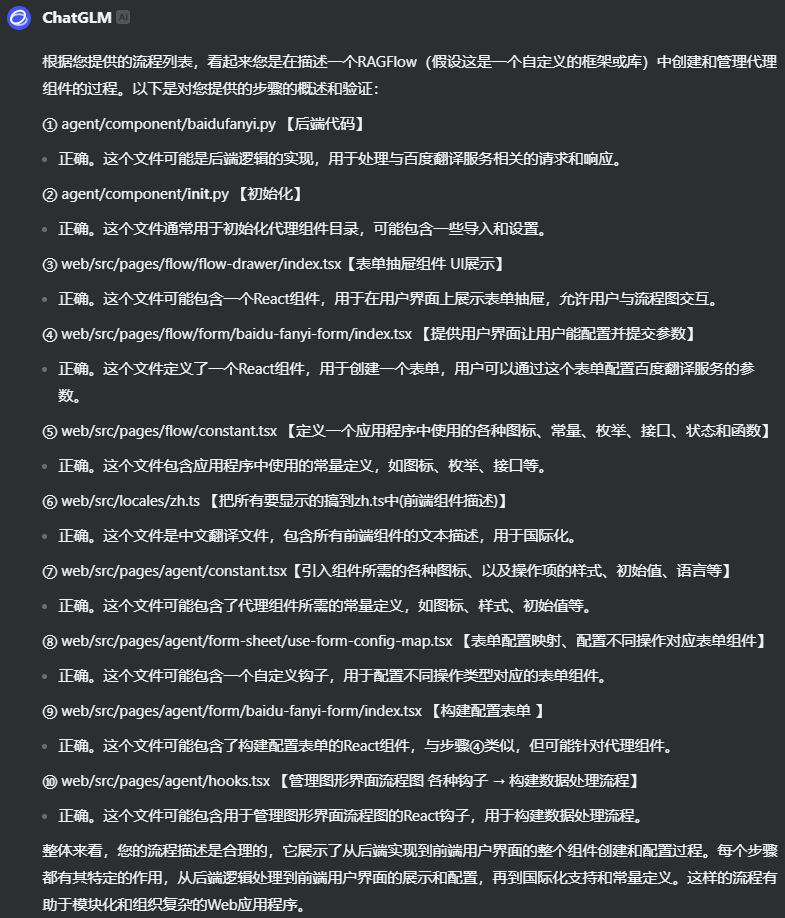 ChatGLM AI
根据您提供的流程列表，看起来您是在描述一个RAGFlow（假设这是一个自定义的框架或库）中创建和管理代理
组件的过程。以下是对您提供的步骤的概述和验证：
① agent/component/baidufanyi.py 【后端代码】
• 正确。这个文件可能是后端逻辑的实现，用于处理与百度翻译服务相关的请求和响应。
② agent/component/init.py 【初始化】
• 正确。这个文件通常用于初始化代理组件目录，可能包含一些导入和设置。
③ web/src/pages/flow/flow-drawer/index.tsx【表单抽屉组件 UI展示】
• 正确。这个文件可能包含一个React组件，用于在用户界面上展示表单抽屉，允许用户与流程图交互。
④ web/src/pages/flow/form/baidu-fanyi-form/index.tsx 【提供用户界面让用户能配置并提交参数】
• 正确。这个文件定义了一个React组件，用于创建一个表单，用户可以通过这个表单配置百度翻译服务的参
数。
⑤ web/src/pages/flow/constant.tsx 【定义一个应用程序中使用的各种图标、常量、枚举、接口、状态和函数】
• 正确。这个文件包含应用程序中使用的常量定义，如图标、枚举、接口等。
⑥ web/src/locales/zh.ts 【把所有要显示的搞到zh.ts中(前端组件描述)】
• 正确。这个文件是中文翻译文件，包含所有前端组件的文本描述，用于国际化。
⑦ web/src/pages/agent/constant.tsx【引入组件所需的各种图标、以及操作项的样式、初始值、语言等】
• 正确。这个文件可能包含了代理组件所需的常量定义，如图标、样式、初始值等。
⑧ web/src/pages/agent/form-sheet/use-form-config-map.tsx 【表单配置映射、配置不同操作对应表单组件】
• 正确。这个文件可能包含一个自定义钩子，用于配置不同操作类型对应的表单组件。
⑨ web/src/pages/agent/form/baidu-fanyi-form/index.tsx 【构建配置表单 】
• 正确。这个文件可能包含了构建配置表单的React组件，与步骤④类似，但可能针对代理组件。
⑩ web/src/pages/agent/hooks.tsx 【管理图形界面流程图 各种钩子 → 构建数据处理流程】
• 正确。这个文件可能包含用于管理图形界面流程图的React钩子，用于构建数据处理流程。
整体来看，您的流程描述是合理的，它展示了从后端实现到前端用户界面的整个组件创建和配置过程。每个步骤
都有其特定的作用，从后端逻辑处理到前端用户界面的展示和配置，再到国际化支持和常量定义。这样的流程有
助于模块化和组织复杂的Web应用程序。